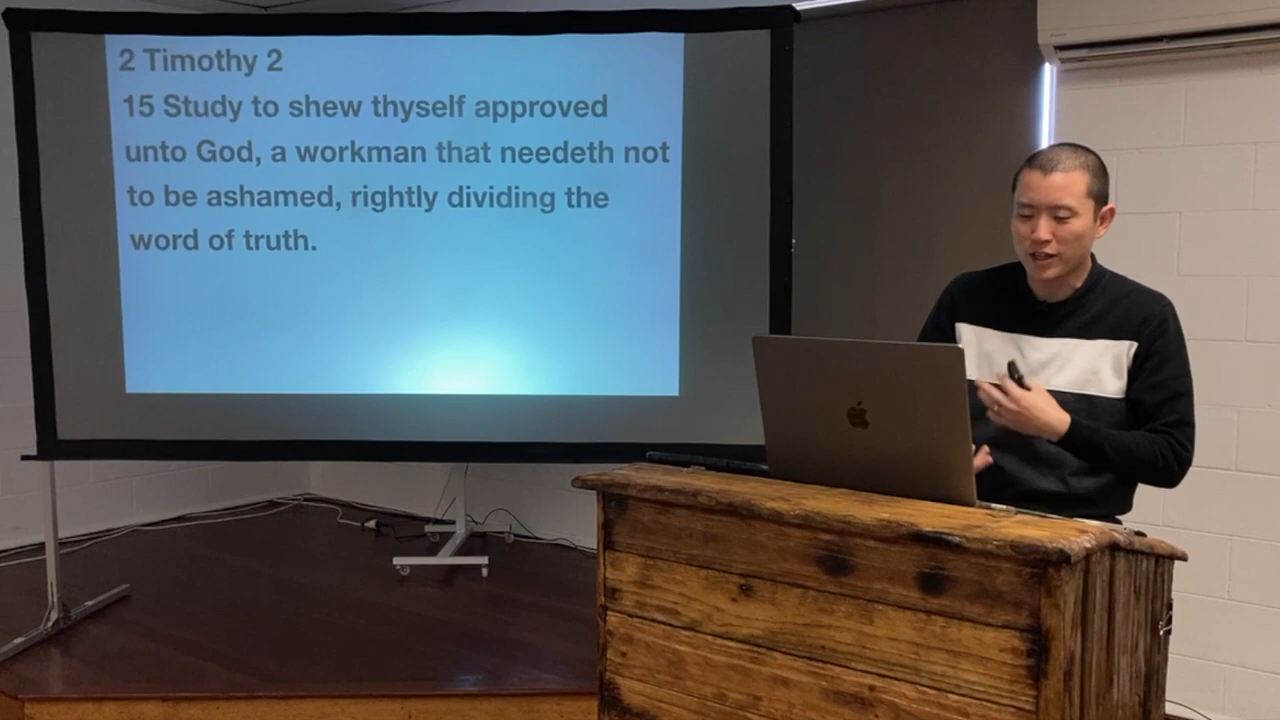 2 Timothy 2
15 Study to shew thyself approved
unto God, a workman that needeth not
to be ashamed, rightly dividing the
word of truth.